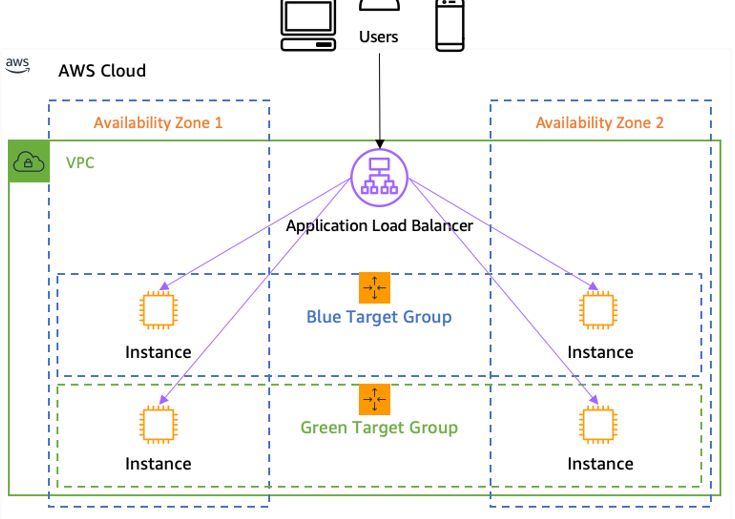 Users
aws
AWS Cloud
Availability Zone 1
Availability Zone 2
VPC
Application Load Balancer
Blue Target Group
Instance
Instance
Green Target Group
Instance
Instance